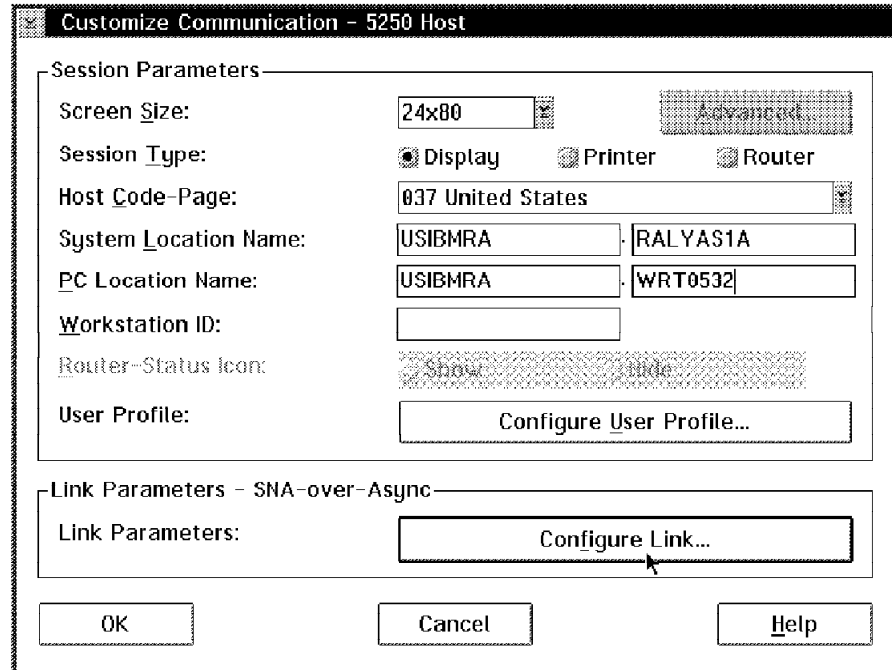 Customize Communication - 5250 Host
Session Parameters
Screen Size: 24x80 Advanced...
Session Type: Display Printer Router
Host Code-Page: 037 United States
System Location Name: USIBMRA . RALYAS1A
PC Location Name: USIBMRA . WRT0532
Workstation ID:
Router-Status Icon: Show Hide
User Profile: Configure User Profile...
Link Parameters - SNA-over-Async
Link Parameters: Configure Link...
OK Cancel Help